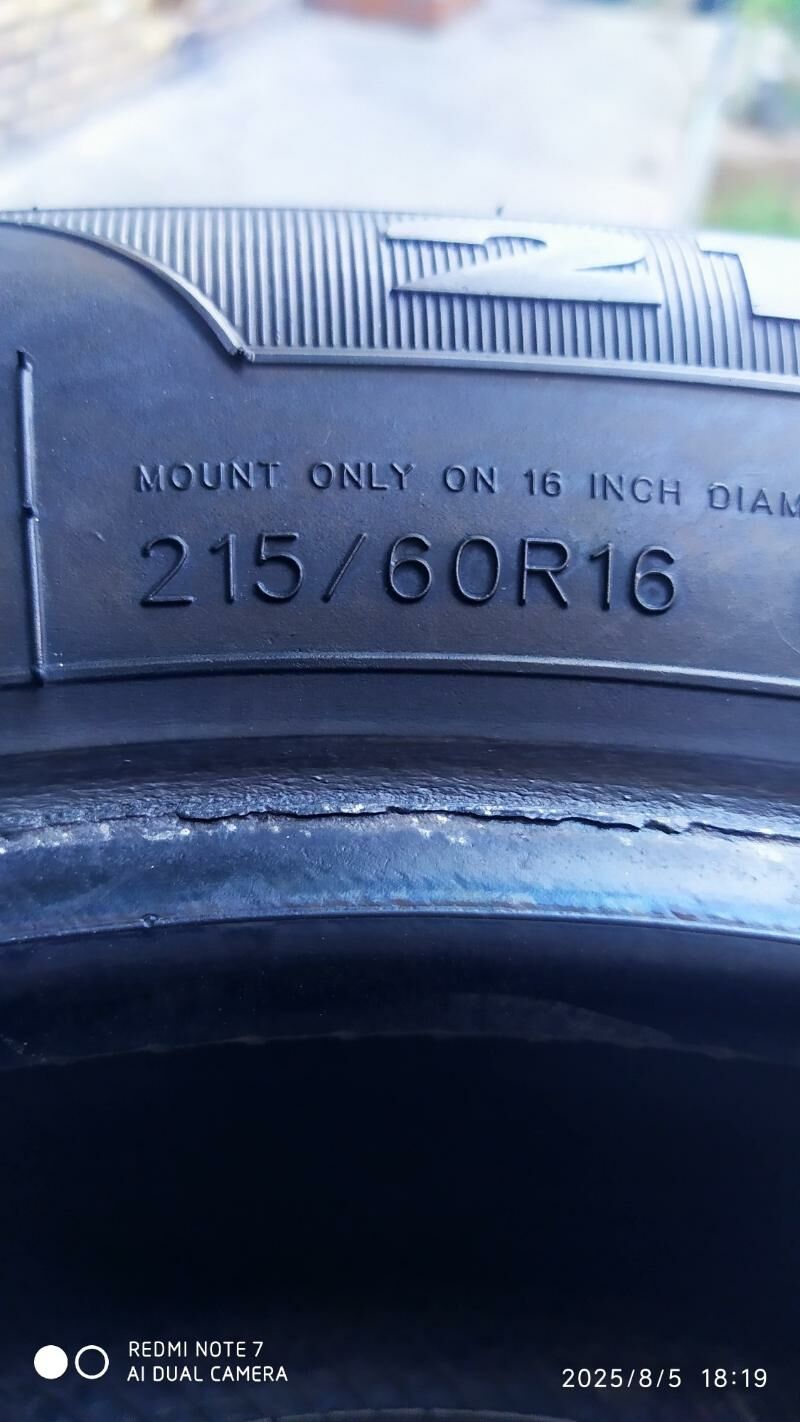 2
MOUNT ONLY ON 16 INCH DIAM
215/60R16
REDMI NOTE 7
AI DUAL CAMERA
2025/8/5 18:19